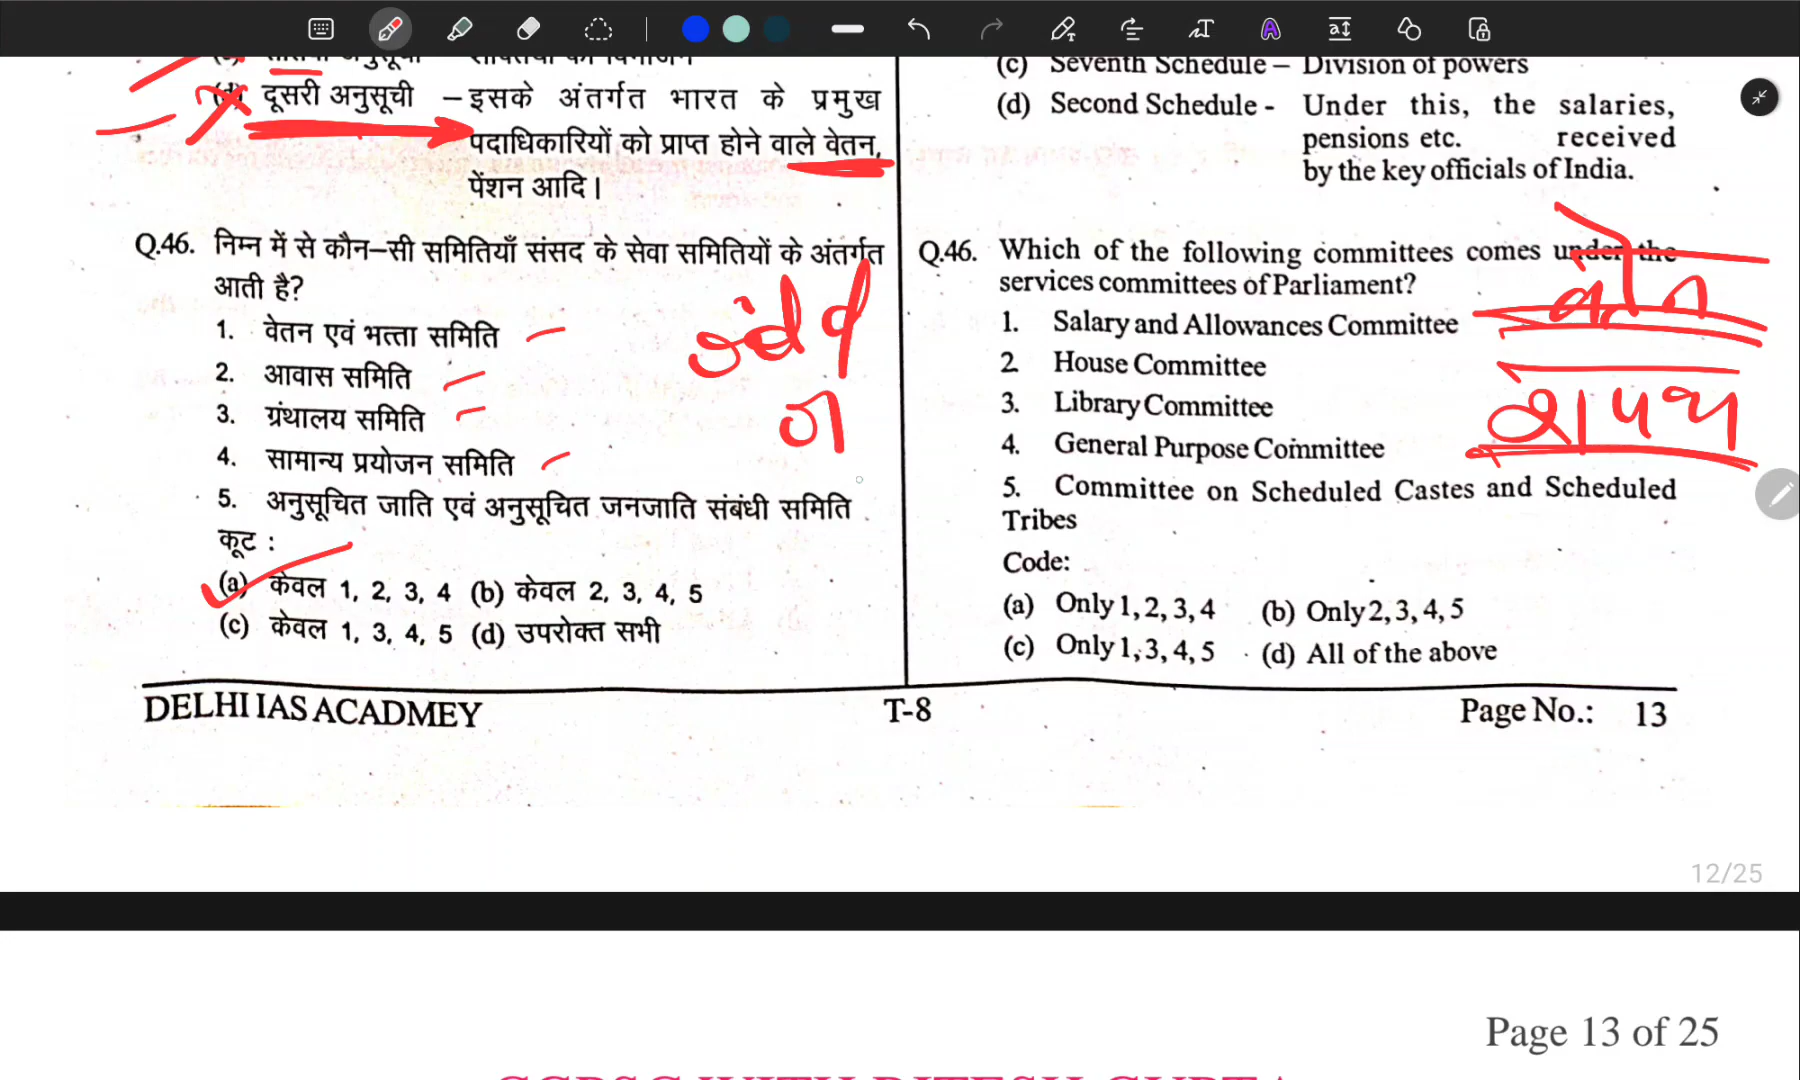 दूसरी अनुसूची – इसके अंतर्गत भारत के प्रमुख
पदाधिकारियों को प्राप्त होने वाले वेतन,
पेंशन आदि।
Q.46. निम्न में से कौन–सी समितियाँ संसद के सेवा समितियों के अंतर्गत
आती है?
1. वेतन एवं भत्ता समिति
2. आवास समिति
3. ग्रंथालय समिति
4. सामान्य प्रयोजन समिति
5. अनुसूचित जाति एवं अनुसूचित जनजाति संबंधी समिति
कूट :
(a) केवल 1, 2, 3, 4 (b) केवल 2, 3, 4, 5
(c) केवल 1, 3, 4, 5 (d) उपरोक्त सभी
(c) Seventh Schedule – Division of powers
(d) Second Schedule - Under this, the salaries,
pensions etc. received
by the key officials of India.
Q.46. Which of the following committees comes under the
services committees of Parliament?
1. Salary and Allowances Committee
2 House Committee
3. Library Committee
4. General Purpose Committee
5. Committee on Scheduled Castes and Scheduled
Tribes
Code:
(a) Only 1, 2, 3, 4 (b) Only 2, 3, 4, 5
(c) Only 1, 3, 4, 5 (d) All of the above
शपथ
DELHI IAS ACADMEY T-8 Page No.: 13
12/25
Page 13 of 25